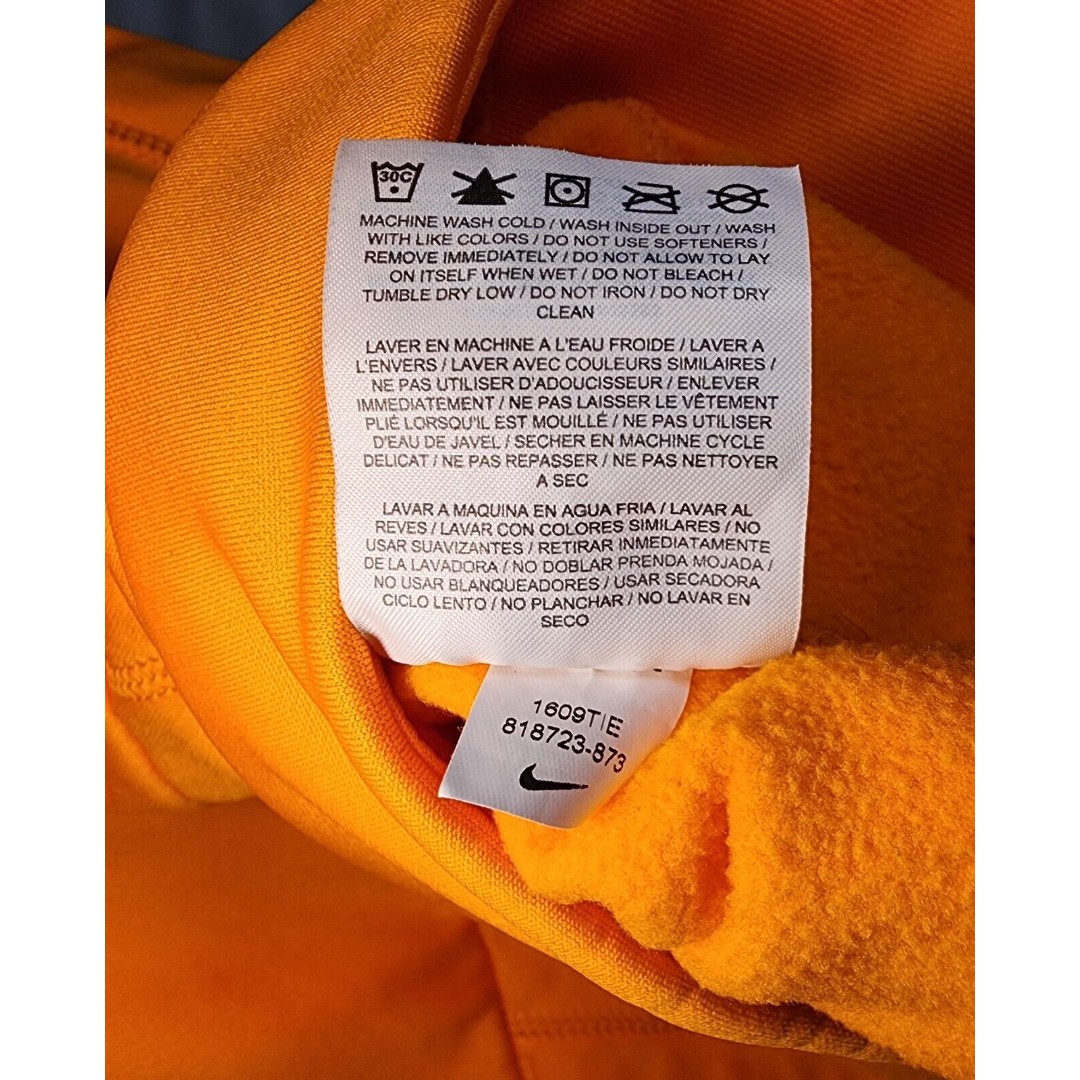 30C
MACHINE WASH COLD / WASH INSIDE OUT / WASH
WITH LIKE COLORS / DO NOT USE SOFTENERS /
REMOVE IMMEDIATELY / DO NOT ALLOW TO LAY
ON ITSELF WHEN WET / DO NOT BLEACH /
TUMBLE DRY LOW / DO NOT IRON / DO NOT DRY
CLEAN
LAVER EN MACHINE A L'EAU FROIDE / LAVER A
L'ENVERS / LAVER AVEC COULEURS SIMILAIRES /
NE PAS UTILISER D'ADOUCISSEUR / ENLEVER
IMMEDIATEMENT / NE PAS LAISSER LE VÊTEMENT
PLIÉ LORSQU'IL EST MOUILLÉ / NE PAS UTILISER
D'EAU DE JAVEL / SECHER EN MACHINE CYCLE
DELICAT / NE PAS REPASSER / NE PAS NETTOYER
A SEC
LAVAR A MAQUINA EN AGUA FRIA / LAVAR AL
REVES / LAVAR CON COLORES SIMILARES / NO
USAR SUAVIZANTES / RETIRAR INMEDIATAMENTE
DE LA LAVADORA / NO DOBLAR PRENDA MOJADA /
NO USAR BLANQUEADORES / USAR SECADORA
CICLO LENTO / NO PLANCHAR / NO LAVAR EN
SECO
1609TIE
818723-873